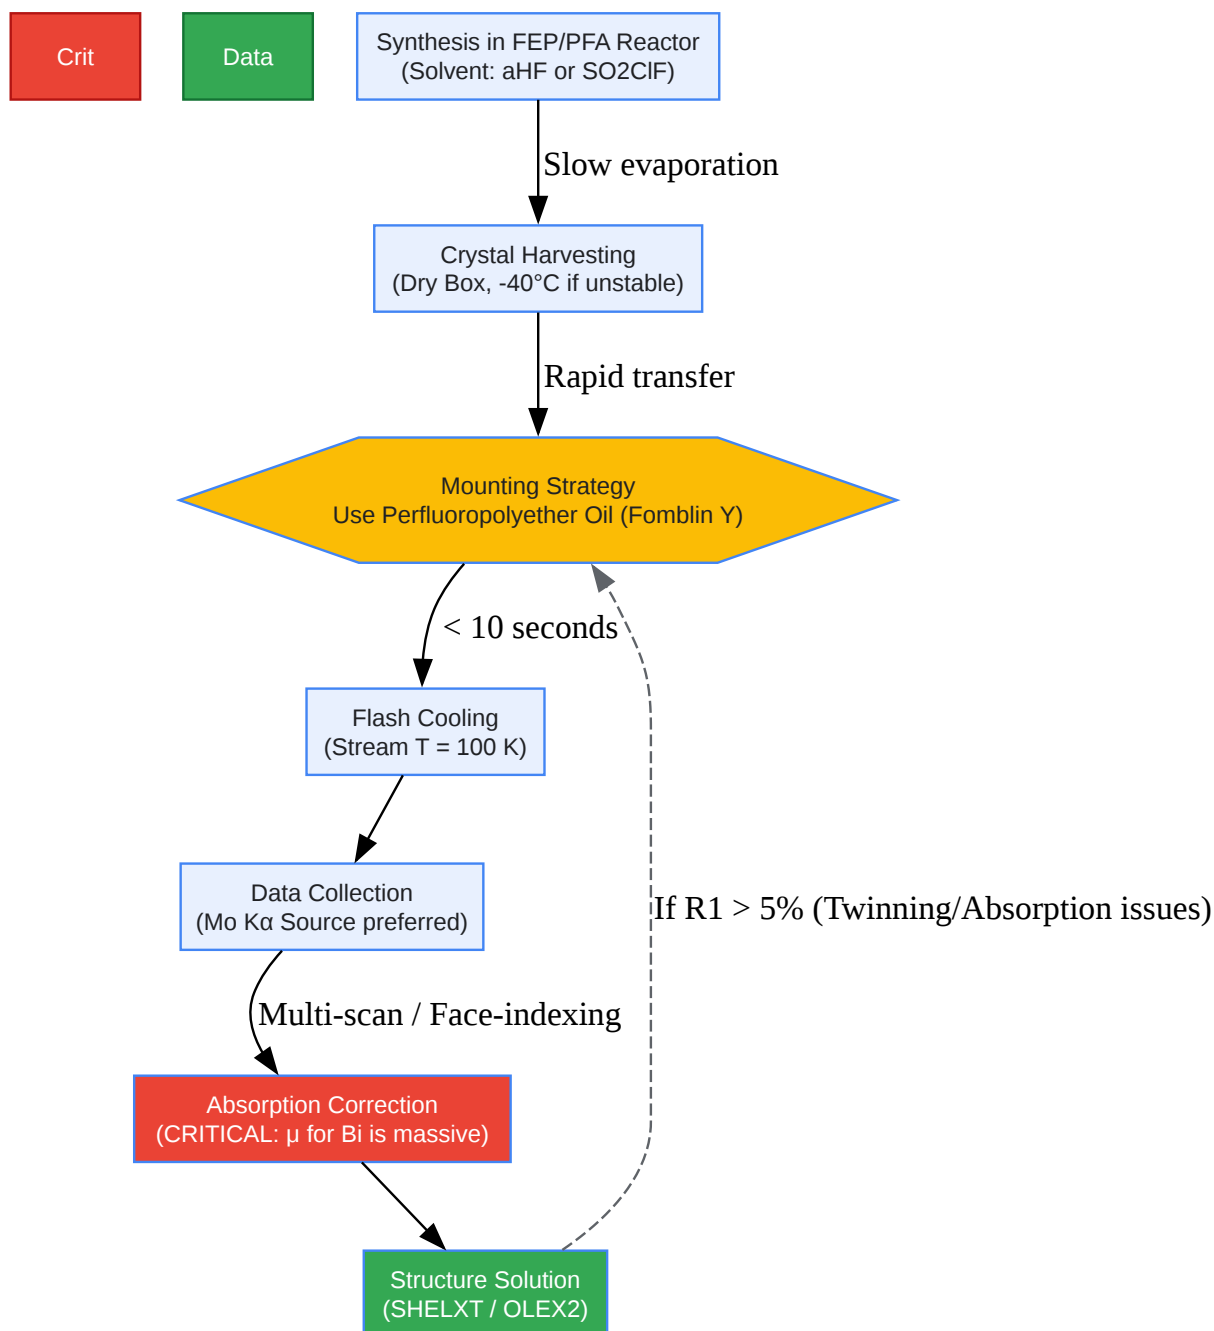 Crit
Data
Synthesis in FEP/PFA Reactor
(Solvent: aHF or SO2ClF)
Slow evaporation
Crystal Harvesting
(Dry Box, -40°C if unstable)
Rapid transfer
Mounting Strategy
Use Perfluoropolyether Oil (Fomblin Y)
< 10 seconds
Flash Cooling
(Stream T = 100 K)
Data Collection
(Mo Kα Source preferred)
If R1 > 5% (Twinning/Absorption issues)
Multi-scan / Face-indexing
Absorption Correction
(CRITICAL: μ for Bi is massive)
Structure Solution
(SHELXT / OLEX2)